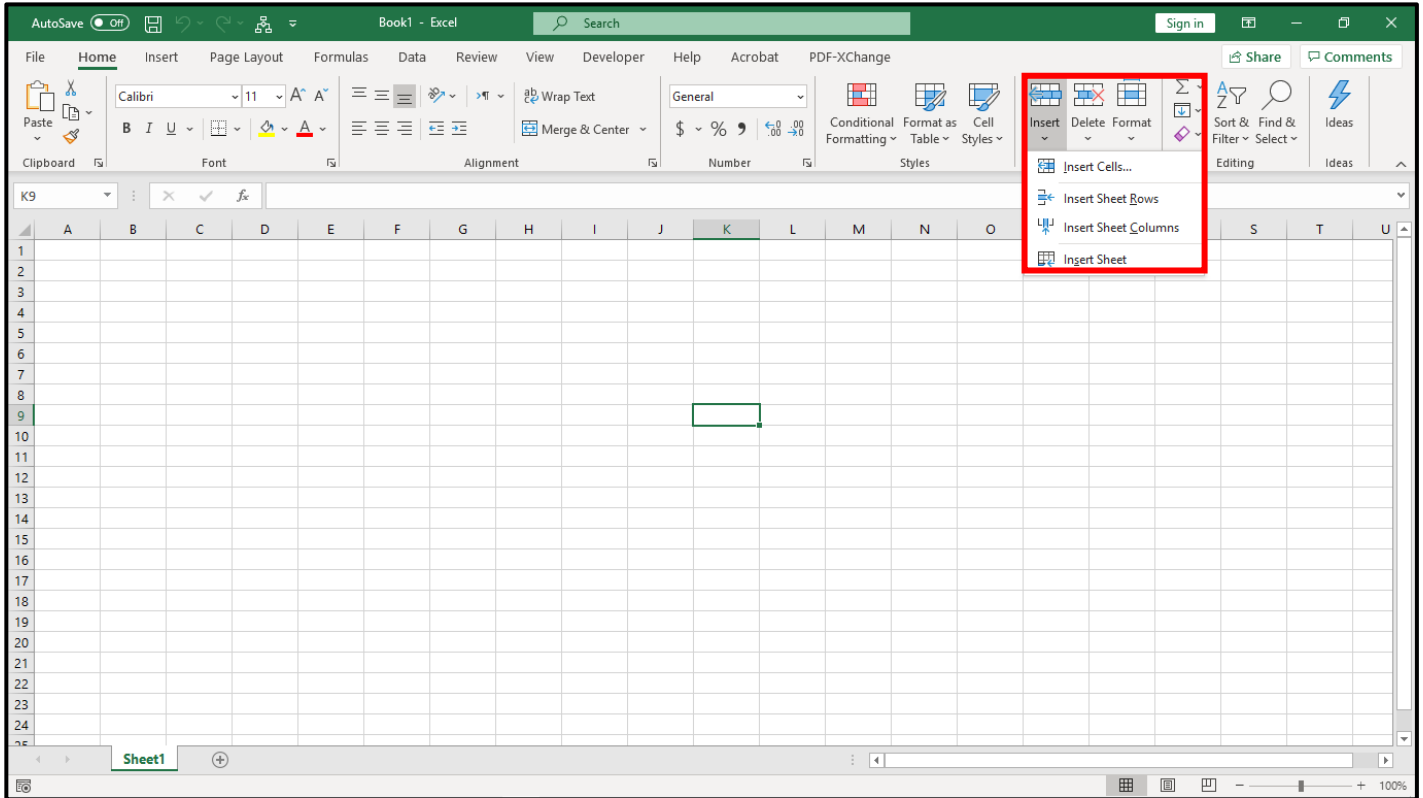 AutoSave Off Book1 - Excel Search Sign in
File Home Insert Page Layout Formulas Data Review View Developer Help Acrobat PDF-XChange Share Comments
Paste
Clipboard
Calibri 11 A^ A˅
B I U A
Font
ab Wrap Text
Merge & Center
Alignment
General
$ % 9 .00 .0
Number
Conditional Formatting
Format as Table
Cell Styles
Styles
Insert Delete Format
Σ
Sort & Filter
Find & Select
Editing
Ideas
Ideas
Insert Cells...
Insert Sheet Rows
Insert Sheet Columns
Insert Sheet
K9 fx
A B C D E F G H I J K L M N O S T U
1
2
3
4
5
6
7
8
9
10
11
12
13
14
15
16
17
18
19
20
21
22
23
24
25
Sheet1
100%